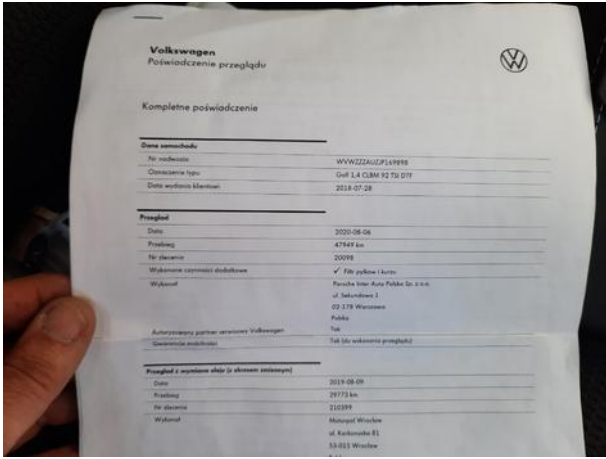 Volkswagen
Poświadczenie przeglądu
Kompletne poświadczenie
Dane samochodu
Nr nadwozia WVWZZZAUZJP169898
Oznaczenie typu Golf 1,4 CLBM 92 TSI D7F
Data wydania klientowi 2018-07-28
Przegląd
Data 2020-08-06
Przebieg 47949 km
Nr zlecenia 20098
Wykonane czynności dodatkowe ✓ Filtr pyłkow i kurzu
Wykonał Porsche Inter Auto Polska Sp. z o.o.
ul. Sekundowa 1
02-178 Warszawa
Polska
Autoryzowany partner serwisowy Volkswagen Tak
Gwarancja mobilności Tak (do wykonania przeglądu)
Przegląd z wymiana oleju (z okresem zmiennym)
Data 2019-08-09
Przebieg 29773 km
Nr zlecenia 210399
Wykonał Motorpol Wrocław
ul. Karkonoska 81
53-015 Wrocław